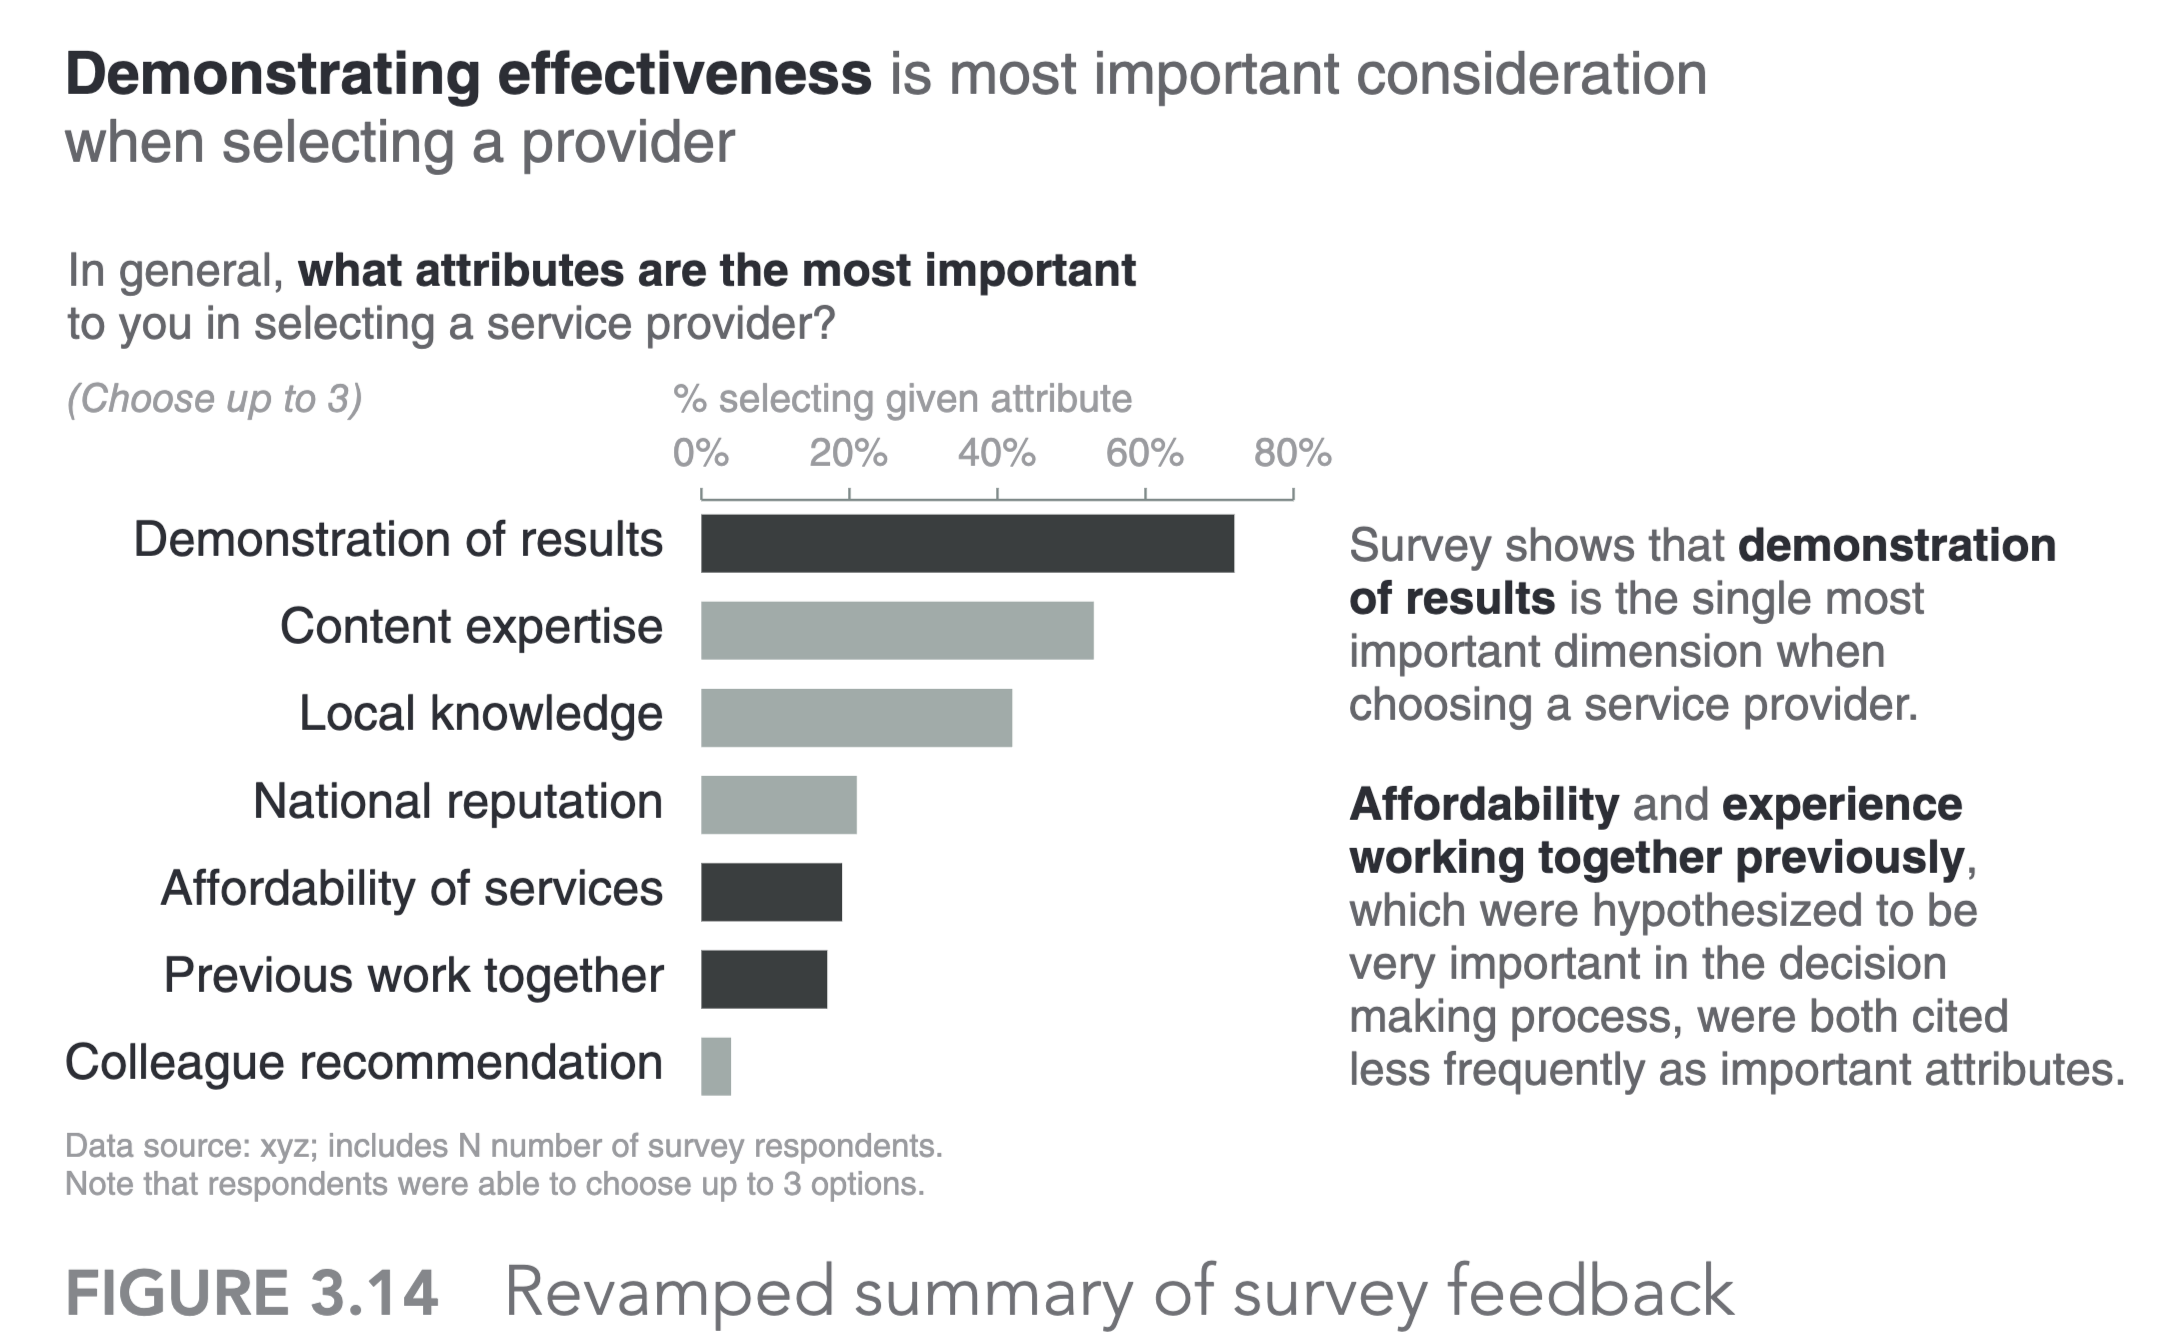 Demonstrating effectiveness is most important consideration
when selecting a provider
In general, what attributes are the most important
to you in selecting a service provider?
(Choose up to 3)
% selecting given attribute
0% 20% 40% 60% 80%
Demonstration of results
Content expertise
Local knowledge
National reputation
Affordability of services
Previous work together
Colleague recommendation
Survey shows that demonstration
of results is the single most
important dimension when
choosing a service provider.
Affordability and experience
working together previously,
which were hypothesized to be
very important in the decision
making process, were both cited
less frequently as important attributes.
Data source: xyz; includes N number of survey respondents.
Note that respondents were able to choose up to 3 options.
FIGURE 3.14 Revamped summary of survey feedback